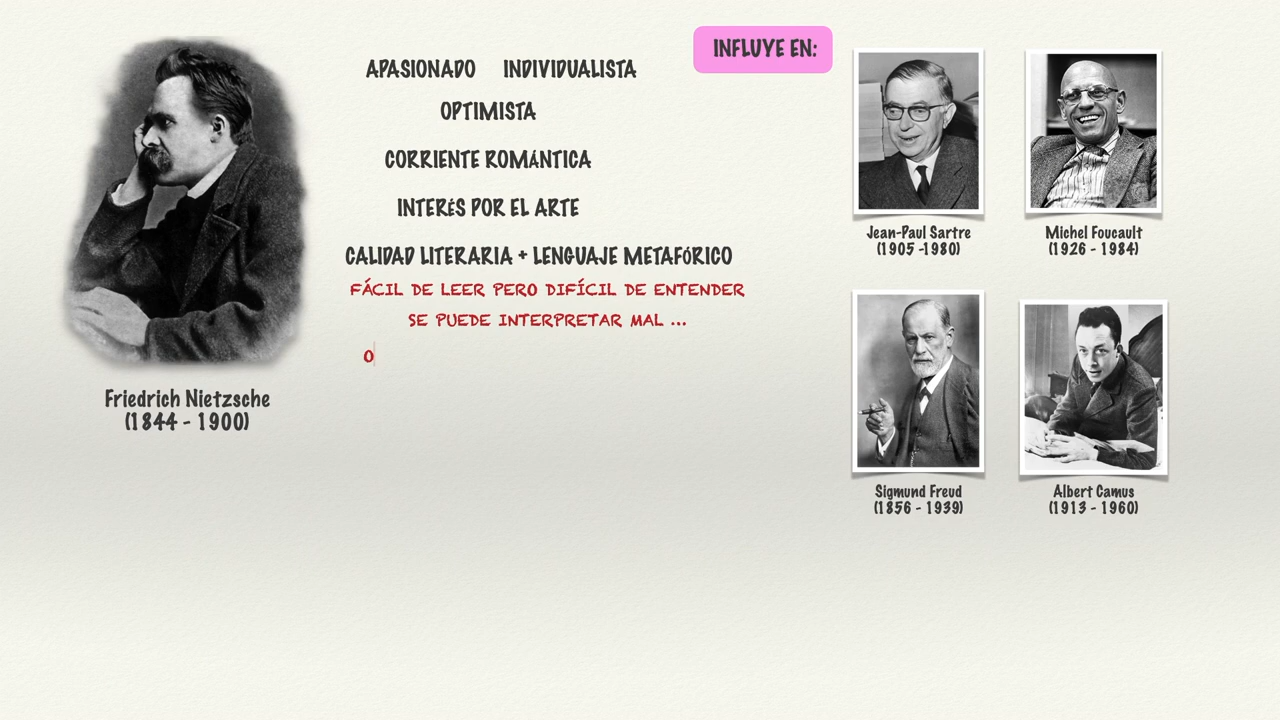 APASIONADO INDIVIDUALISTA
OPTIMISTA
CORRIENTE ROMÁNTICA
INTERÉS POR EL ARTE
CALIDAD LITERARIA + LENGUAJE METAFÓRICO
FÁCIL DE LEER PERO DIFÍCIL DE ENTENDER
SE PUEDE INTERPRETAR MAL ...
O
Friedrich Nietzsche
(1844 - 1900)
INFLUYE EN:
Jean-Paul Sartre
(1905 -1980)
Michel Foucault
(1926 - 1984)
Sigmund Freud
(1856 - 1939)
Albert Camus
(1913 - 1960)